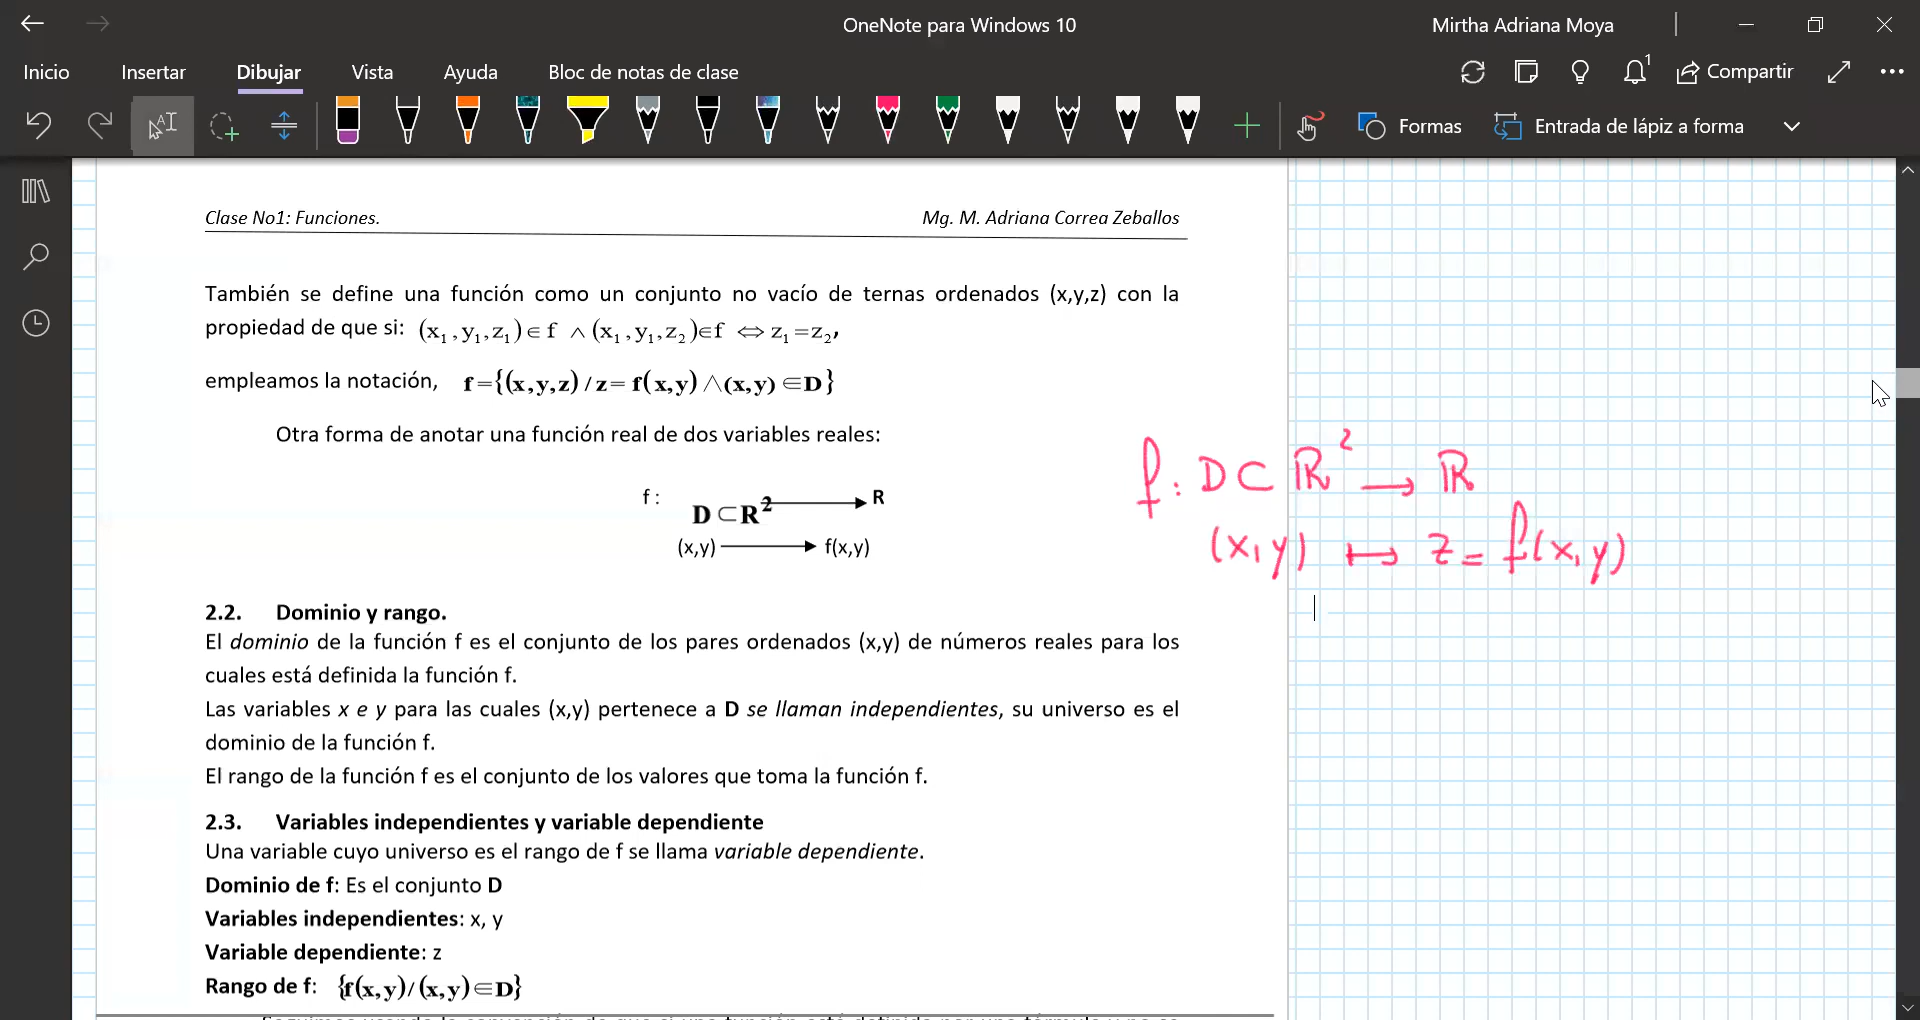 OneNote para Windows 10
Mirtha Adriana Moya
Inicio Insertar Dibujar Vista Ayuda Bloc de notas de clase
1 Compartir
Formas Entrada de lápiz a forma
Clase No1: Funciones. Mg. M. Adriana Correa Zeballos
También se define una función como un conjunto no vacío de ternas ordenados (x,y,z) con la
propiedad de que si: (x₁,y₁,z₁)∈f ∧(x₁,y₁,z₂)∈f ⇔z₁=z₂,
empleamos la notación, f={(x,y,z)/z=f(x,y)∧(x,y)∈D}
Otra forma de anotar una función real de dos variables reales:
f: D⊂R² → R
(x,y) → f(x,y)
f: D⊂ℝ² → ℝ
(x,y) ↦ z=f(x,y)
2.2. Dominio y rango.
El dominio de la función f es el conjunto de los pares ordenados (x,y) de números reales para los
cuales está definida la función f.
Las variables x e y para las cuales (x,y) pertenece a D se llaman independientes, su universo es el
dominio de la función f.
El rango de la función f es el conjunto de los valores que toma la función f.
2.3. Variables independientes y variable dependiente
Una variable cuyo universo es el rango de f se llama variable dependiente.
Dominio de f: Es el conjunto D
Variables independientes: x, y
Variable dependiente: z
Rango de f: {f(x,y)/(x,y)∈D}